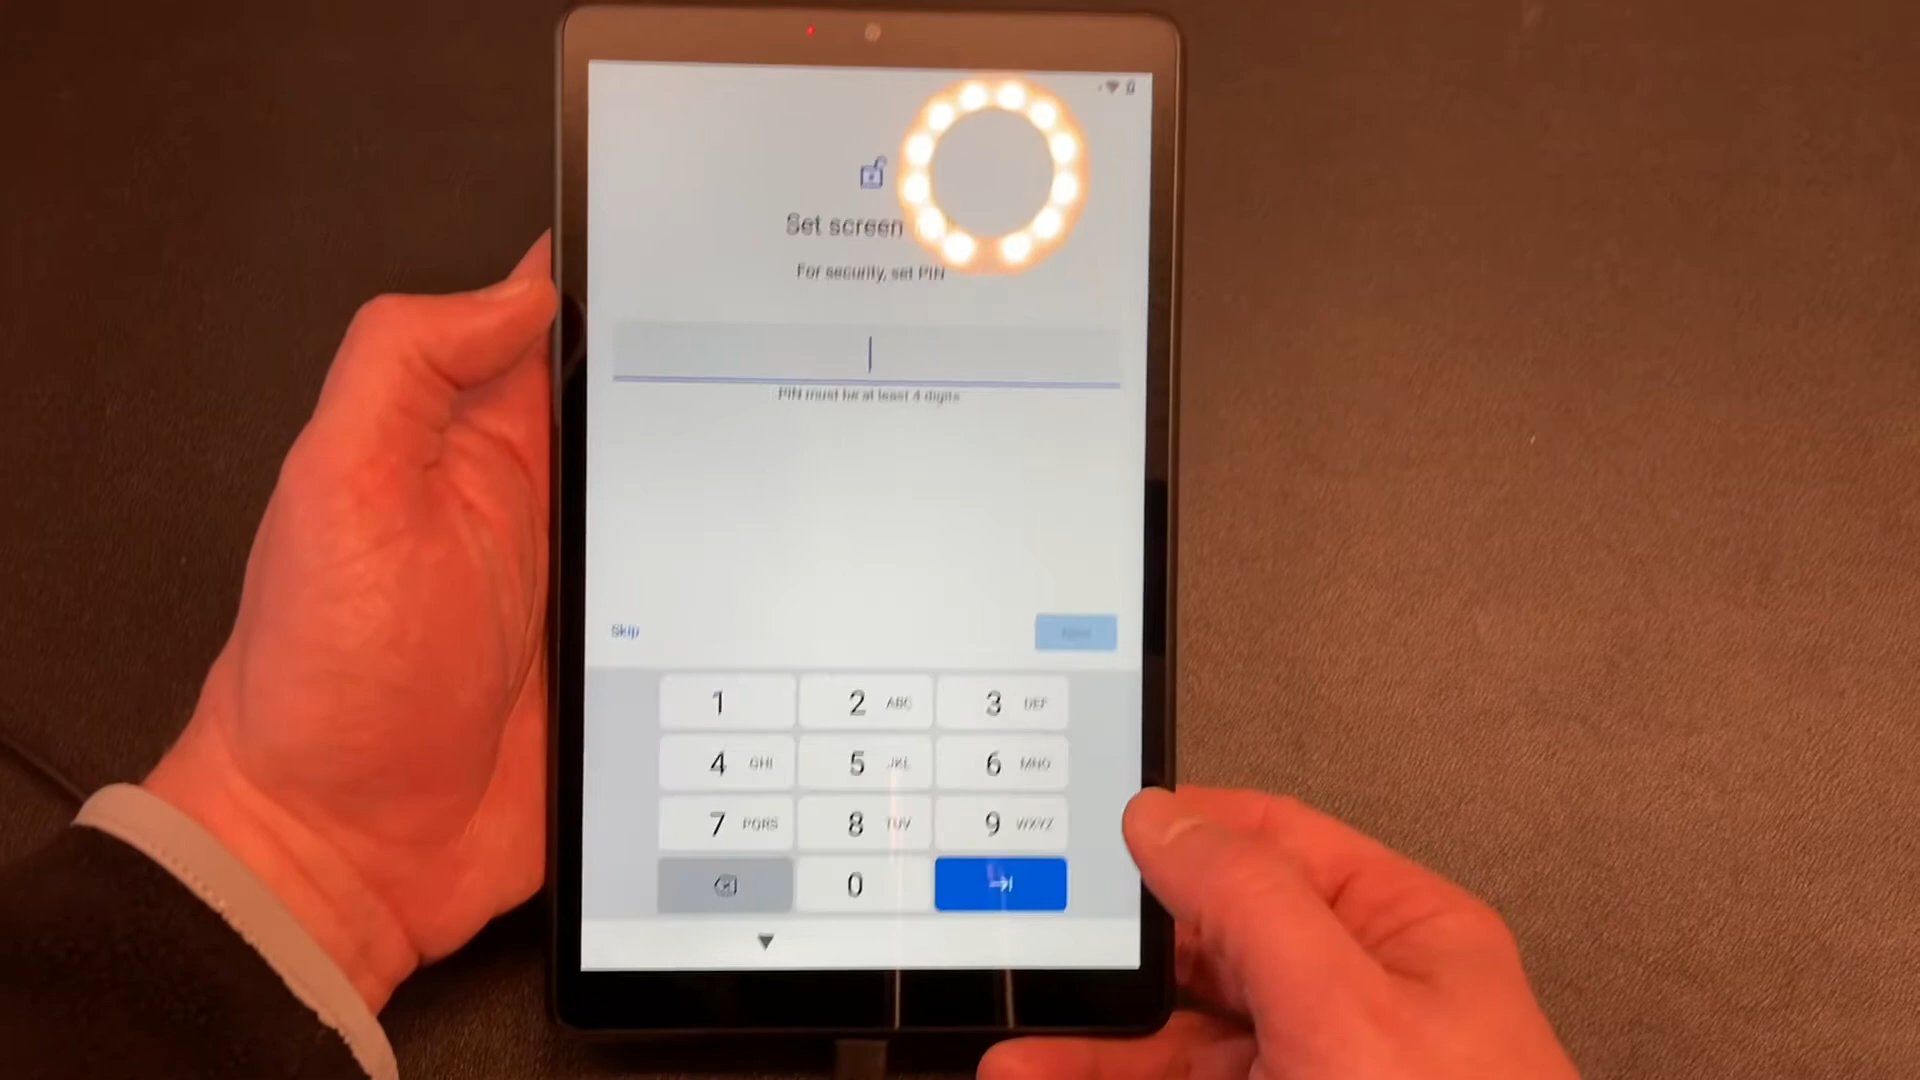 Set screen
For security, set PIN
PIN must be at least 4 digits
Skip
Next
1
2 ABC
3 DEF
4 GHI
5 JKL
6 MNO
7 PQRS
8 TUV
9 WXYZ
0